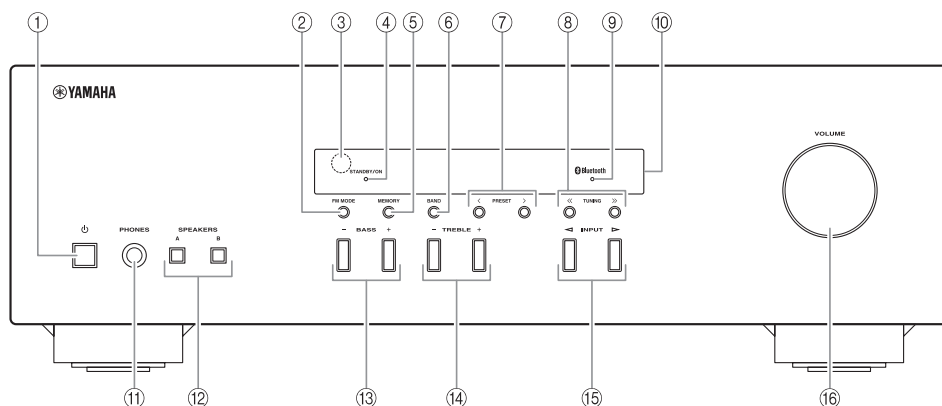 ① ② ③ ④ ⑤ ⑥ ⑦ ⑧ ⑨ ⑩
YAMAHA
VOLUME
STANDBY/ON
Bluetooth
FM MODE MEMORY BAND < PRESET > << TUNING >>
PHONES SPEAKERS
A B
- BASS + - TREBLE + INPUT
⑪ ⑫ ⑬ ⑭ ⑮ ⑯